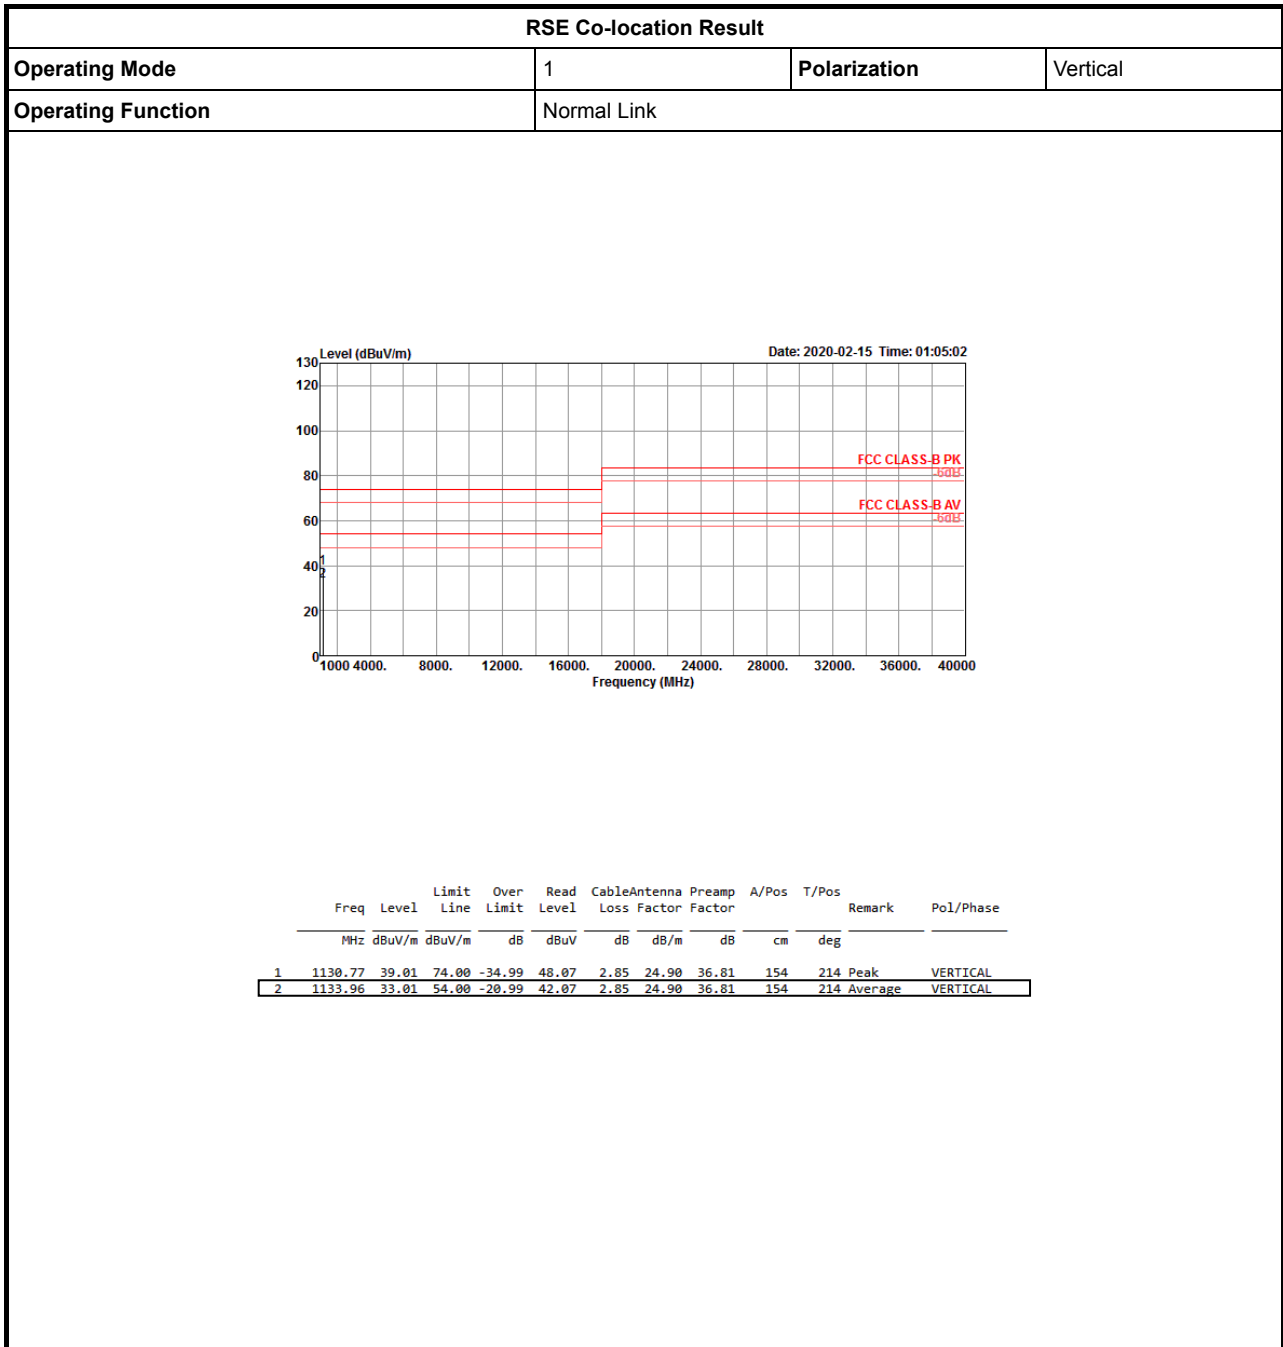 RSE Co-location Result
Operating Mode 1 Polarization Vertical
Operating Function Normal Link
Level (dBuV/m) Date: 2020-02-15 Time: 01:05:02
130
120
100
80
60
40
20
0
FCC CLASS-B PK
-6dB
FCC CLASS-B AV
-6dB
1
2
1000 4000. 8000. 12000. 16000. 20000. 24000. 28000. 32000. 36000. 40000
Frequency (MHz)
Limit Over Read CableAntenna Preamp A/Pos T/Pos
Freq Level Line Limit Level Loss Factor Factor Remark Pol/Phase
MHz dBuV/m dBuV/m dB dBuV dB dB/m dB cm deg
1 1130.77 39.01 74.00 -34.99 48.07 2.85 24.90 36.81 154 214 Peak VERTICAL
2 1133.96 33.01 54.00 -20.99 42.07 2.85 24.90 36.81 154 214 Average VERTICAL